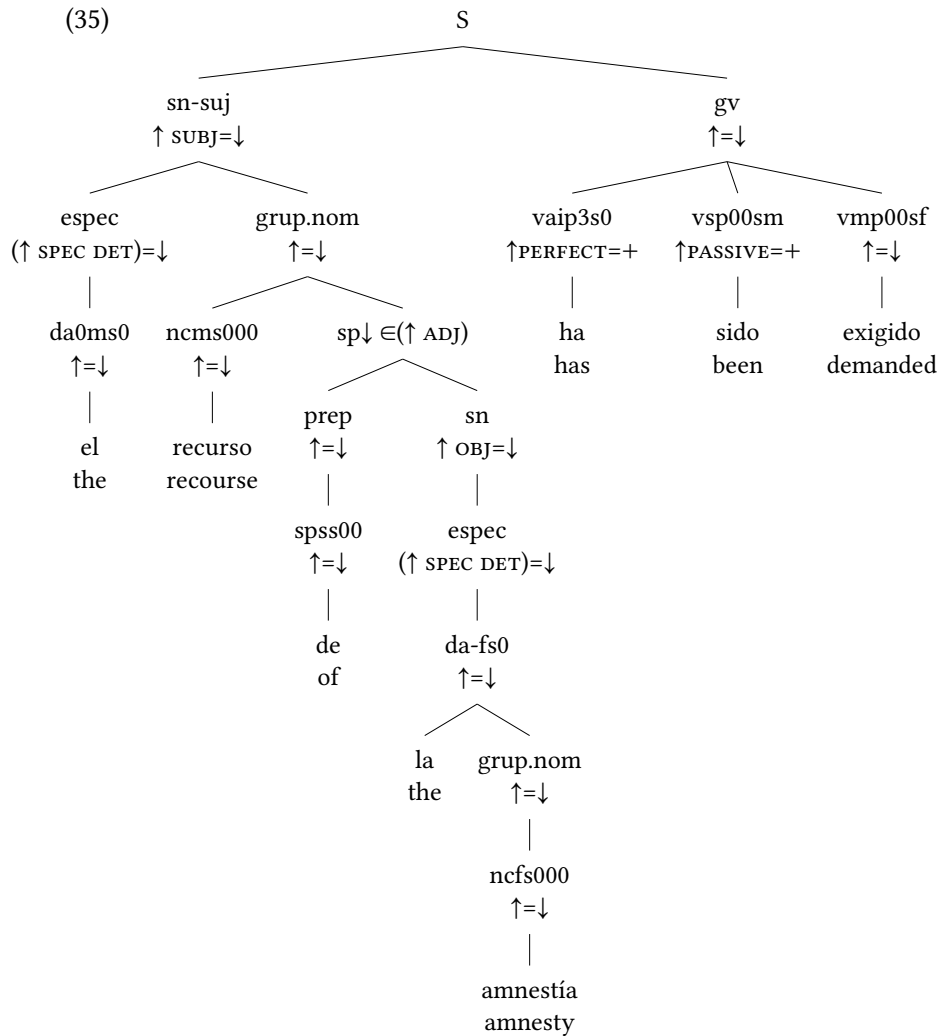 (35) S
sn-suj gv
↑ SUBJ=↓ ↑=↓
espec grup.nom vaip3s0 vsp00sm vmp00sf
(↑ SPEC DET)=↓ ↑=↓ ↑PERFECT=+ ↑PASSIVE=+ ↑=↓
da0ms0 ncms000 sp↓ ∈(↑ ADJ) ha sido exigido
↑=↓ ↑=↓ has been demanded
prep sn
el recurso ↑=↓ ↑ OBJ=↓
the recourse
spss00 espec
↑=↓ (↑ SPEC DET)=↓
de da-fs0
of ↑=↓
la grup.nom
the ↑=↓
ncfs000
↑=↓
amnestía
amnesty